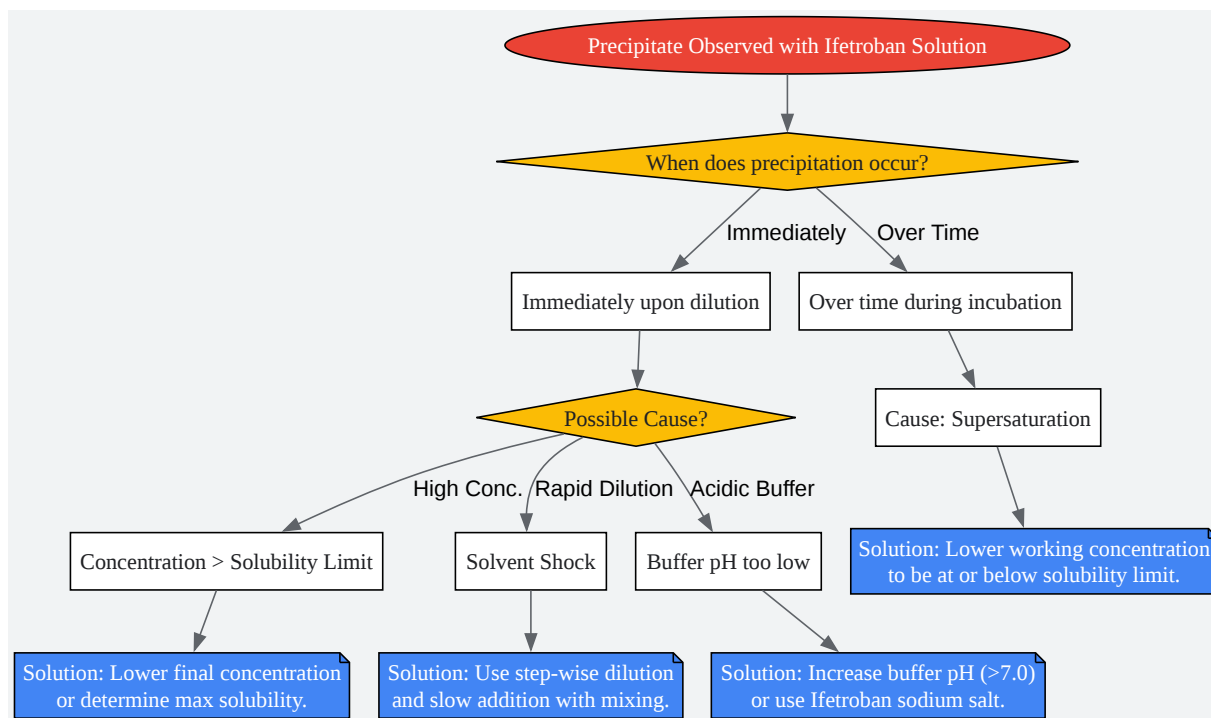 Precipitate Observed with Ifetroban Solution
When does precipitation occur?
Immediately
Over Time
Immediately upon dilution
Over time during incubation
Possible Cause?
Cause: Supersaturation
High Conc.
Rapid Dilution
Acidic Buffer
Concentration > Solubility Limit
Solvent Shock
Buffer pH too low
Solution: Lower working concentration
to be at or below solubility limit.
Solution: Lower final concentration
or determine max solubility.
Solution: Use step-wise dilution
and slow addition with mixing.
Solution: Increase buffer pH (>7.0)
or use Ifetroban sodium salt.